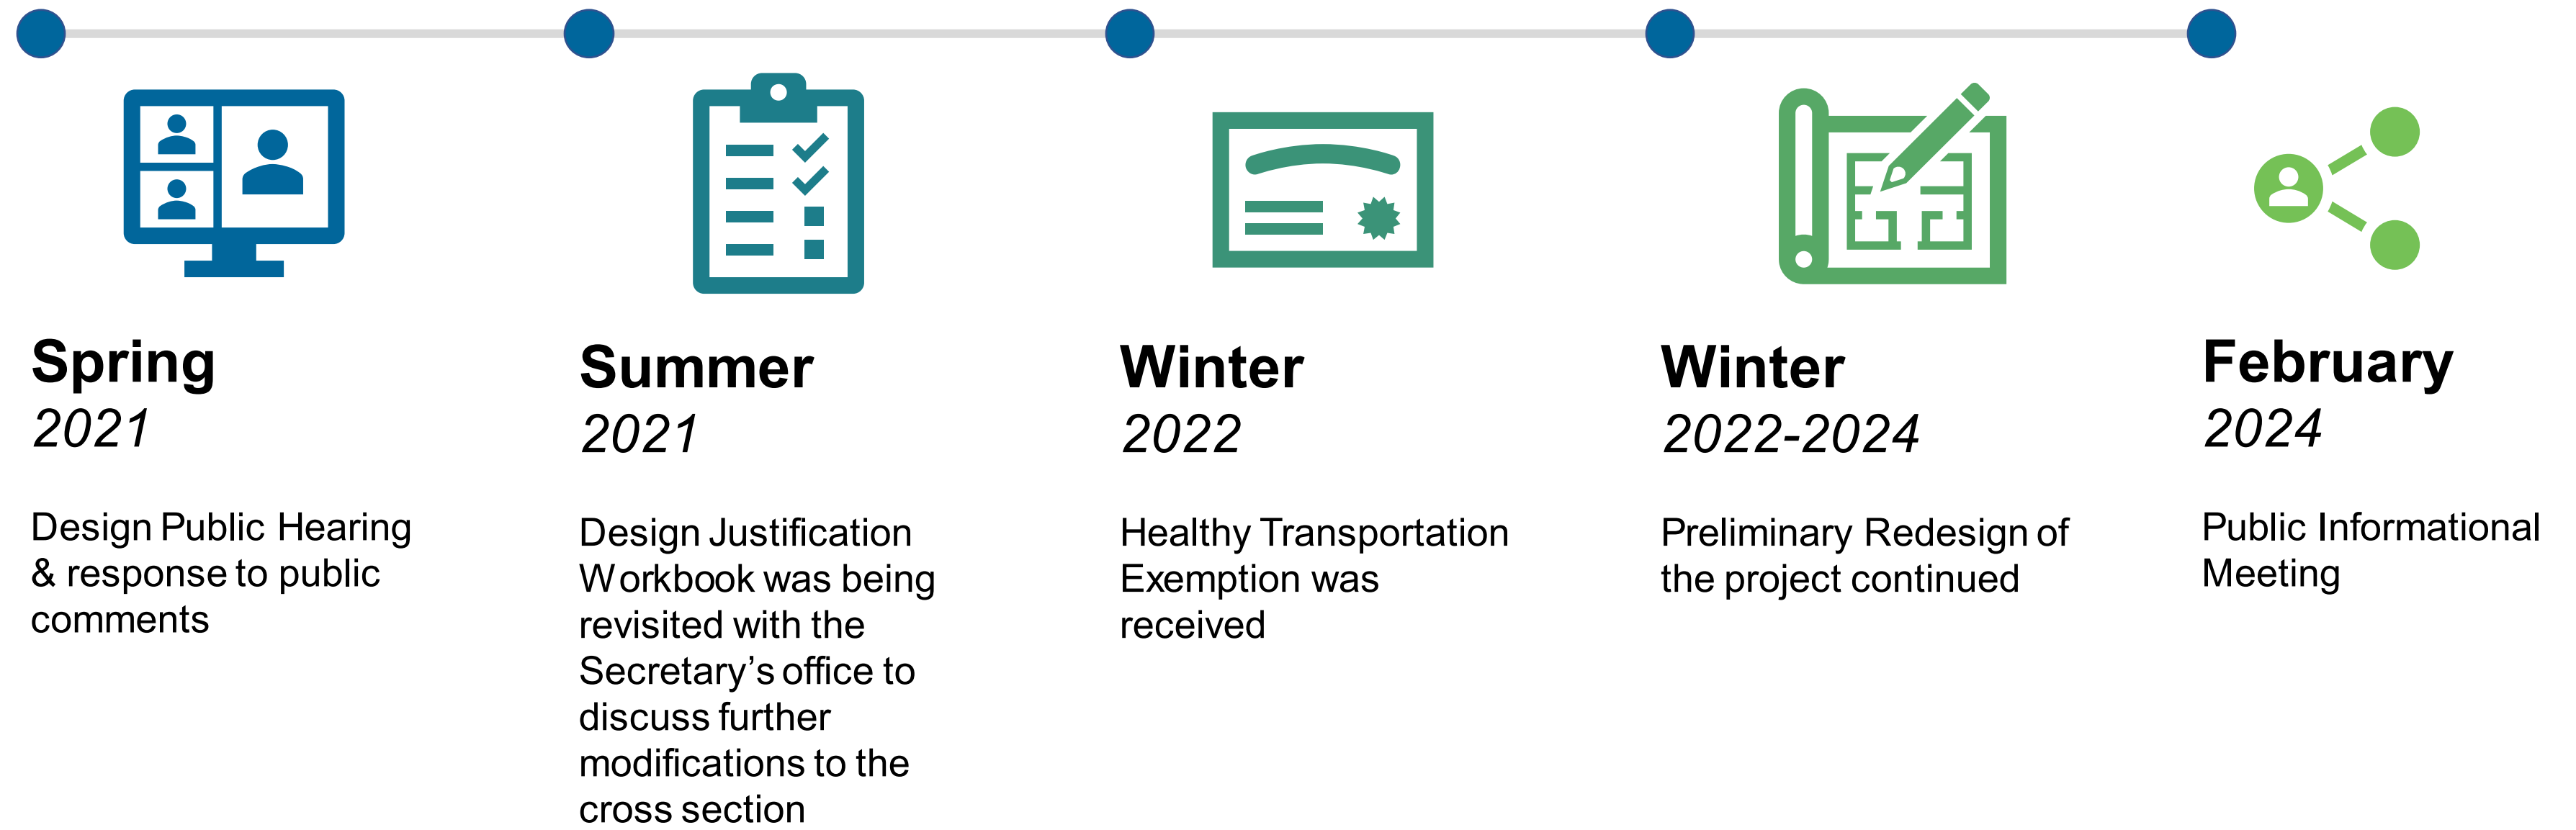 Spring
2021
Design Public Hearing
& response to public
comments
Summer
2021
Design Justification
Workbook was being
revisited with the
Secretary’s office to
discuss further
modifications to the
cross section
Winter
2022
Healthy Transportation
Exemption was
received
Winter
2022-2024
Preliminary Redesign of
the project continued
February
2024
Public Informational
Meeting